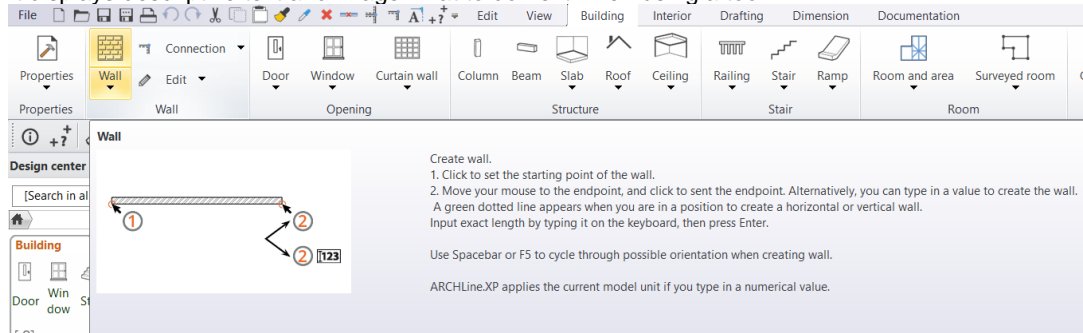 File Edit View Building Interior Drafting Dimension Documentation
Properties Wall Connection Edit Door Window Curtain wall Column Beam Slab Roof Ceiling Railing Stair Ramp Room and area Surveyed room
Properties Wall Opening Structure Stair Room
Wall
Design center
[Search in al
Building
Door
Win
dow
1
2
2 123
Create wall.
1. Click to set the starting point of the wall.
2. Move your mouse to the endpoint, and click to sent the endpoint. Alternatively, you can type in a value to create the wall.
A green dotted line appears when you are in a position to create a horizontal or vertical wall.
Input exact length by typing it on the keyboard, then press Enter.
Use Spacebar or F5 to cycle through possible orientation when creating wall.
ARCHLine.XP applies the current model unit if you type in a numerical value.